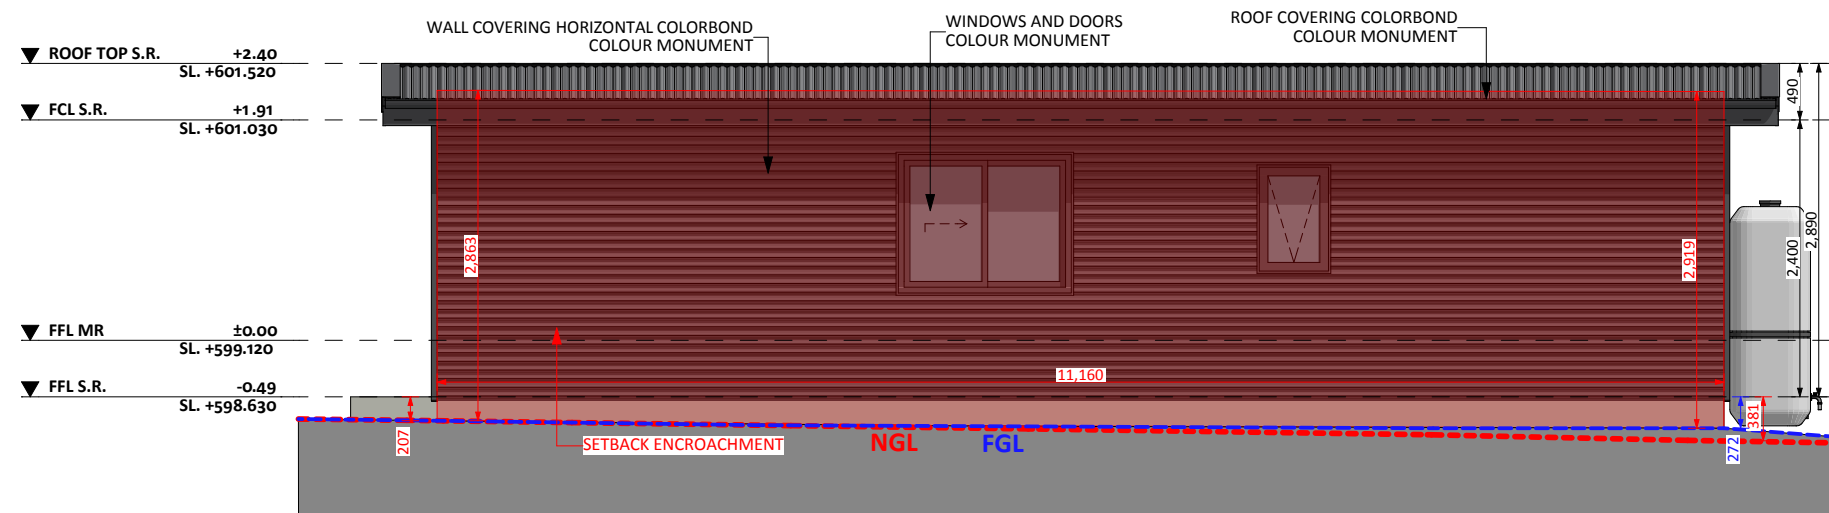 WALL COVERING HORIZONTAL COLORBOND
COLOUR MONUMENT
WINDOWS AND DOORS
COLOUR MONUMENT
ROOF COVERING COLORBOND
COLOUR MONUMENT
ROOF TOP S.R. +2.40
SL. +601.520
FCL S.R. +1.91
SL. +601.030
490
2,863
2,919
2,400
2,890
FFL MR ±0.00
SL. +599.120
11,160
FFL S.R. -0.49
SL. +598.630
207
SETBACK ENCROACHMENT
NGL
FGL
272
381